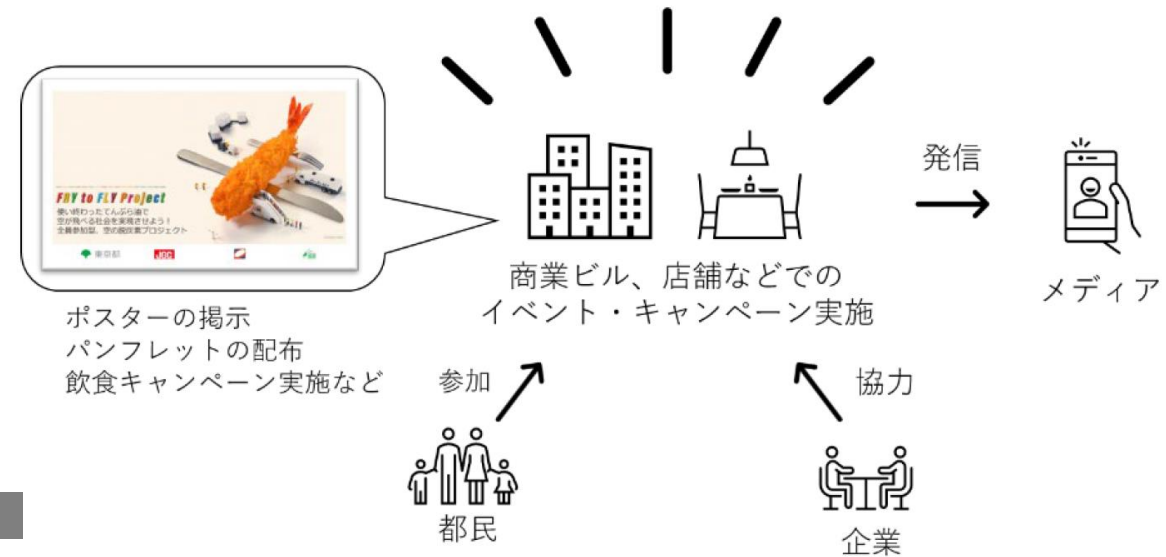 FRY to FLY Project
使い終わったてんぷら油で
空が飛べる社会を実現させよう!
全員参加型、空の脱炭素プロジェクト
東京都
JGC
ポスターの掲示
パンフレットの配布
飲食キャンペーン実施など
商業ビル、店舗などでの
イベント・キャンペーン実施
発信
メディア
参加
協力
都民
企業